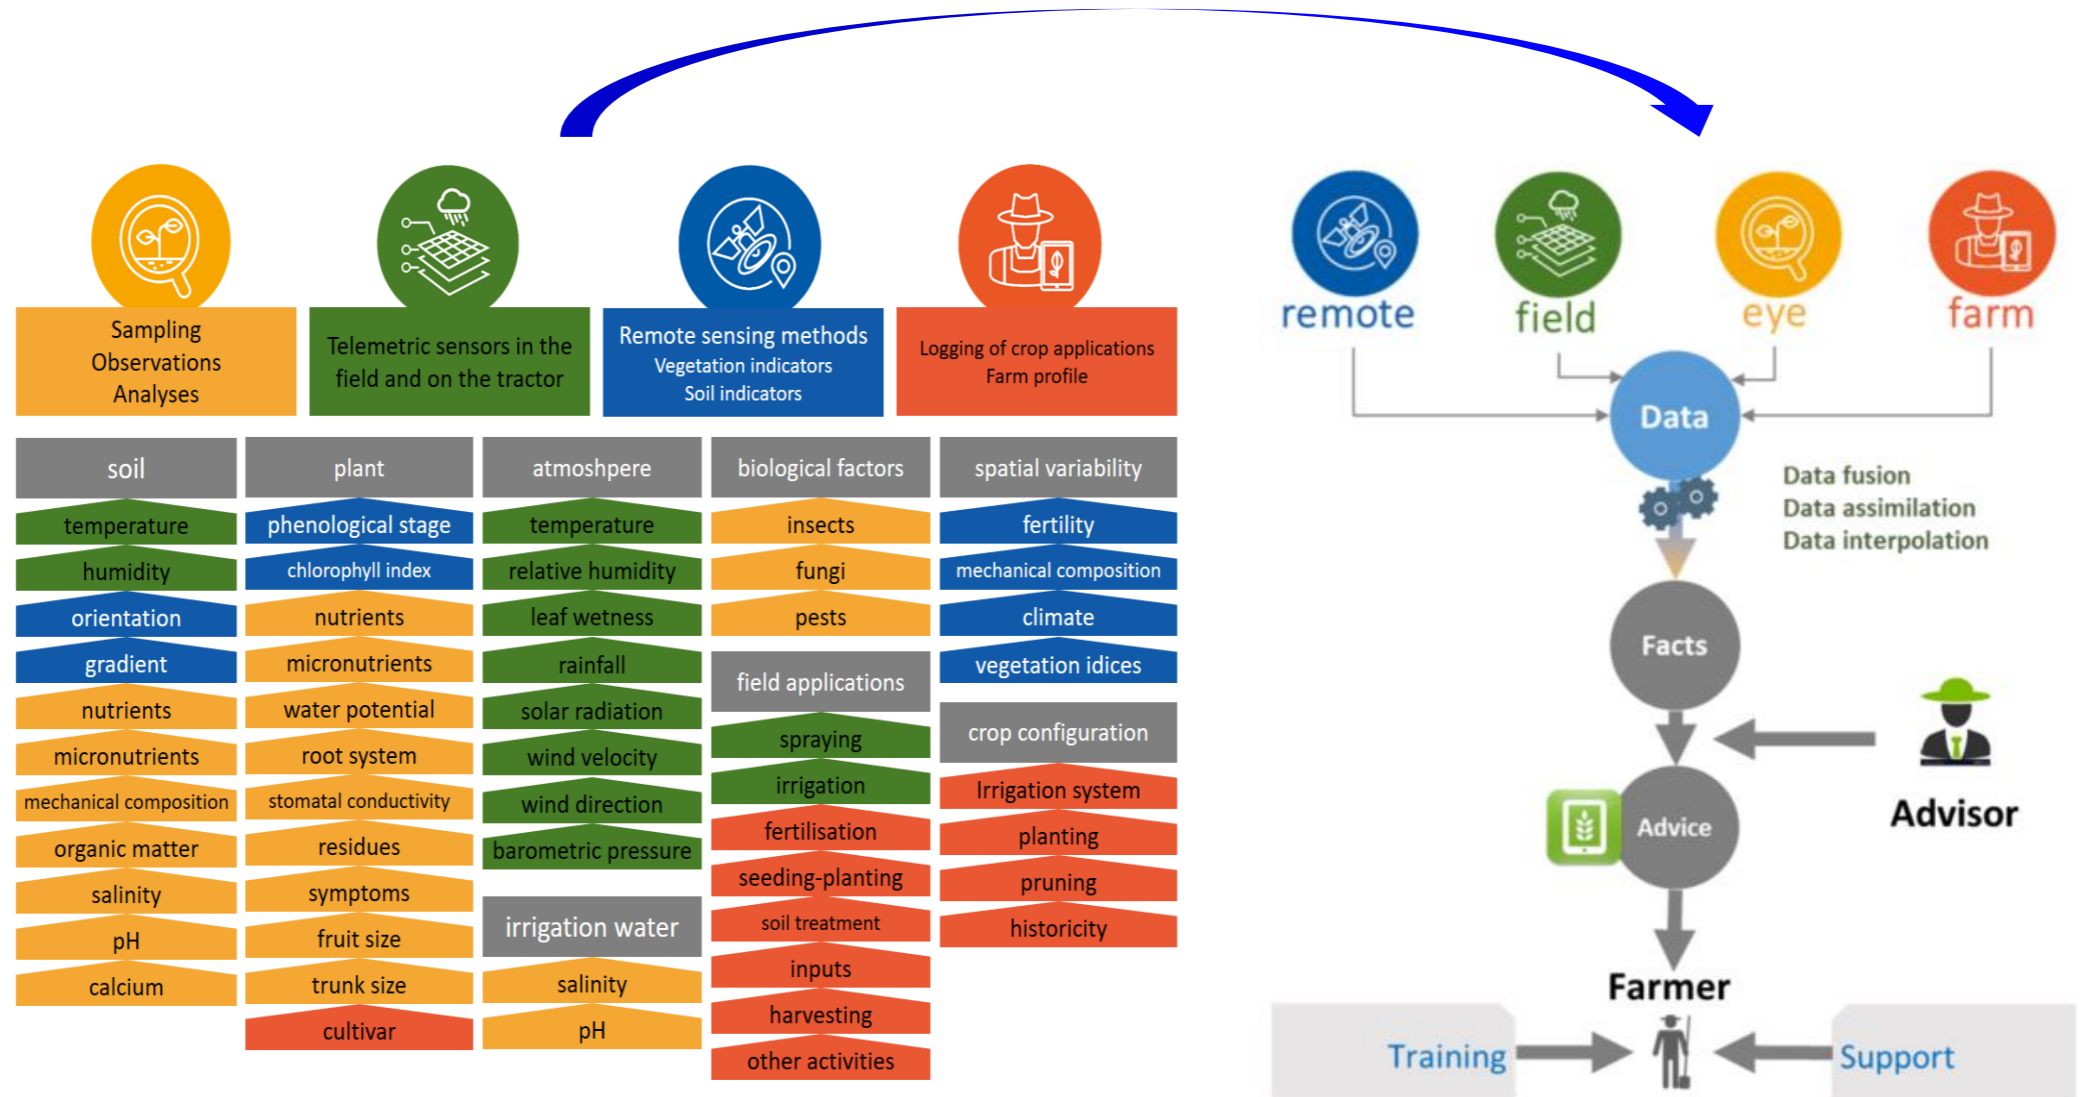 Sampling
Observations
Analyses
Telemetric sensors in the
field and on the tractor
Remote sensing methods
Vegetation indicators
Soil indicators
Logging of crop applications
Farm profile
soil
temperature
humidity
orientation
gradient
nutrients
micronutrients
mechanical composition
organic matter
salinity
pH
calcium
plant
phenological stage
chlorophyll index
nutrients
micronutrients
water potential
root system
stomatal conductivity
residues
symptoms
fruit size
trunk size
cultivar
atmoshpere
temperature
relative humidity
leaf wetness
rainfall
solar radiation
wind velocity
wind direction
barometric pressure
irrigation water
salinity
pH
biological factors
insects
fungi
pests
field applications
spraying
irrigation
fertilisation
seeding-planting
soil treatment
inputs
harvesting
other activities
spatial variability
fertility
mechanical composition
climate
vegetation idices
crop configuration
Irrigation system
planting
pruning
historicity
remote
field
eye
farm
Data
Data fusion
Data assimilation
Data interpolation
Facts
Advisor
Advice
Farmer
Training
Support